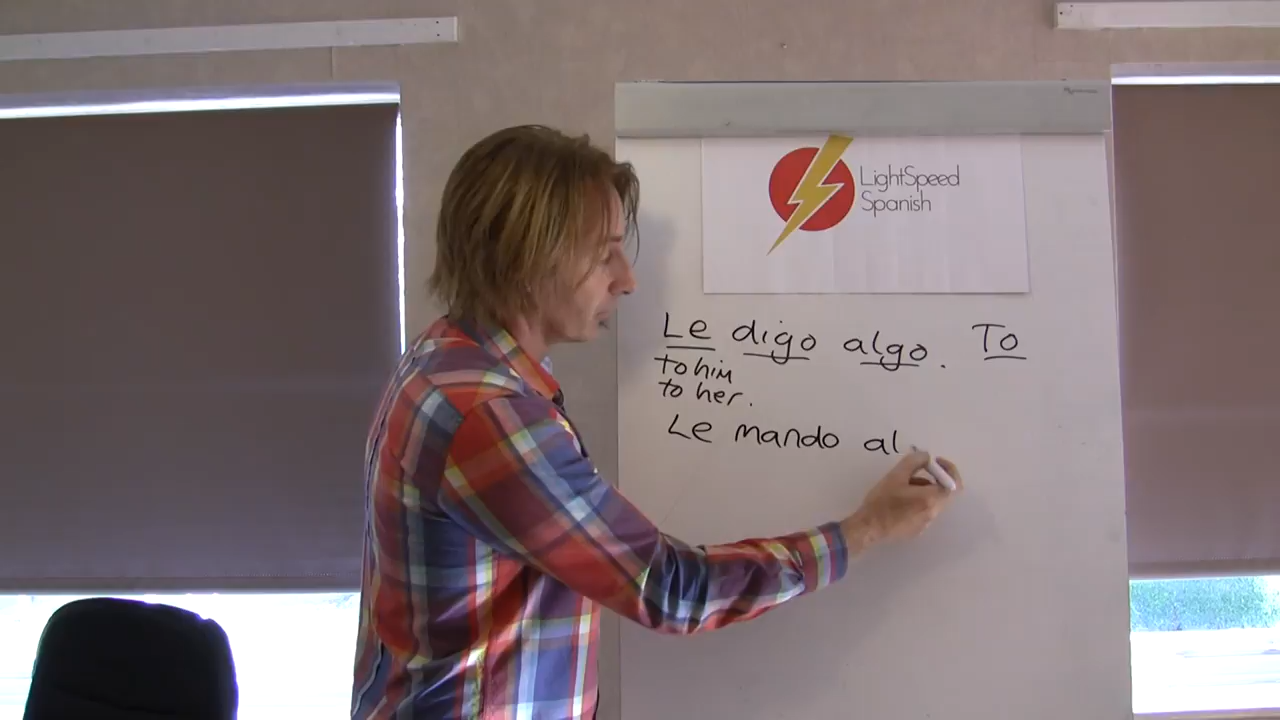 LightSpeed
Spanish
Le digo algo. To
to him
to her.
Le mando al